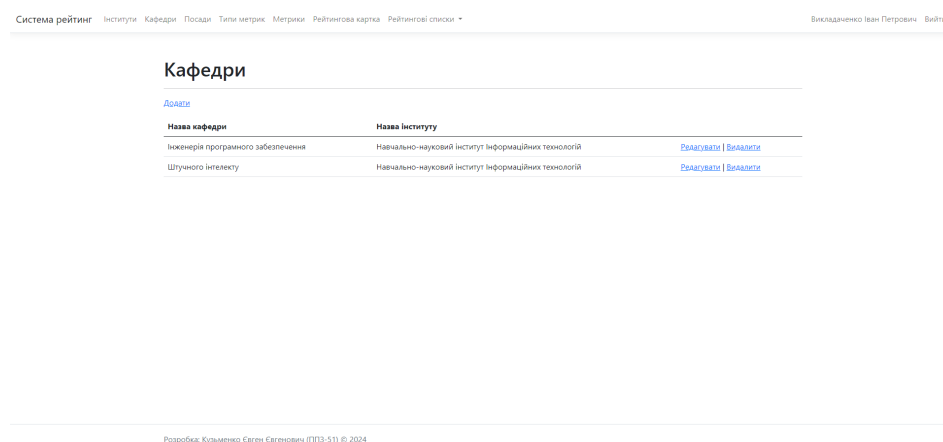 Система рейтинг Інститути Кафедри Посади Типи метрик Метрики Рейтингова картка Рейтингові списки Викладаченко Іван Петрович Вийти
Кафедри
Додати
Назва кафедри Назва інституту
Інженерія програмного забезпечення Навчально-науковий інститут Інформаційних технологій Редагувати | Видалити
Штучного інтелекту Навчально-науковий інститут Інформаційних технологій Редагувати | Видалити
Розробка: Кузьменко Євген Євгенович (ППЗ-51) © 2024